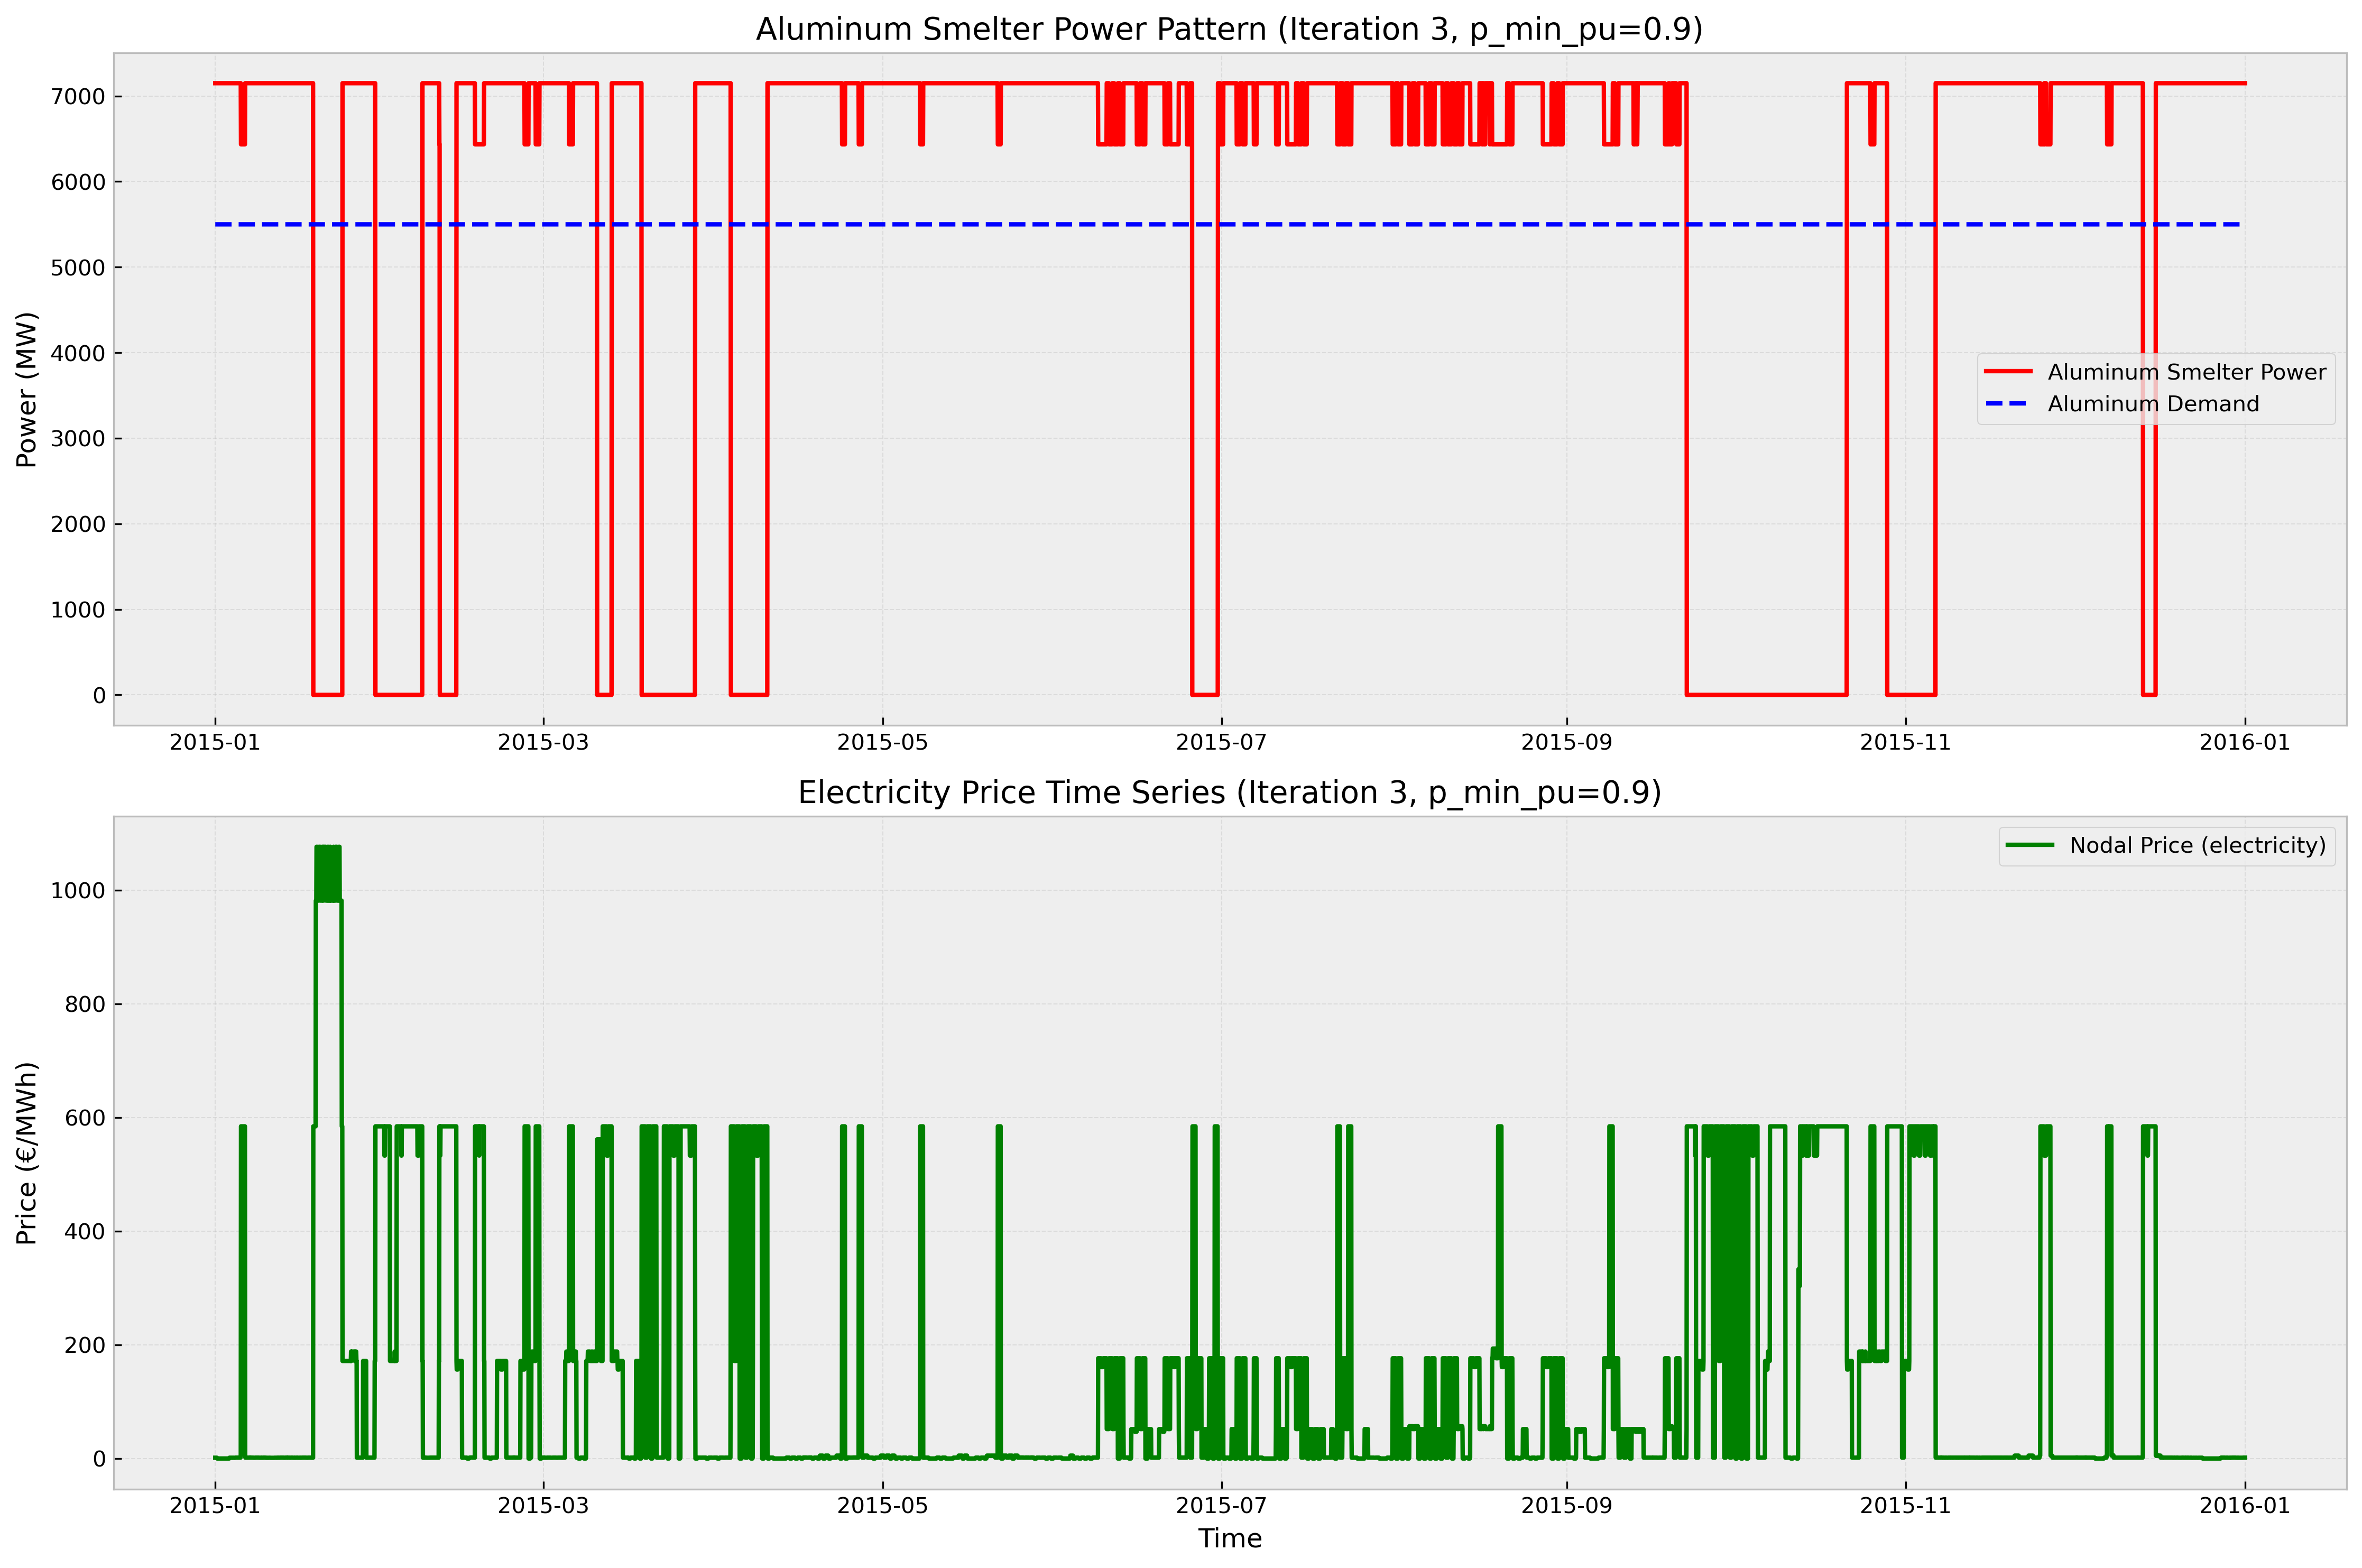 Aluminum Smelter Power Pattern (Iteration 3, p_min_pu=0.9)
Power (MW)
7000
6000
5000
4000
3000
2000
1000
0
Aluminum Smelter Power
Aluminum Demand
2015-01 2015-03 2015-05 2015-07 2015-09 2015-11 2016-01
Electricity Price Time Series (Iteration 3, p_min_pu=0.9)
Price (€/MWh)
1000
800
600
400
200
0
Nodal Price (electricity)
2015-01 2015-03 2015-05 2015-07 2015-09 2015-11 2016-01
Time